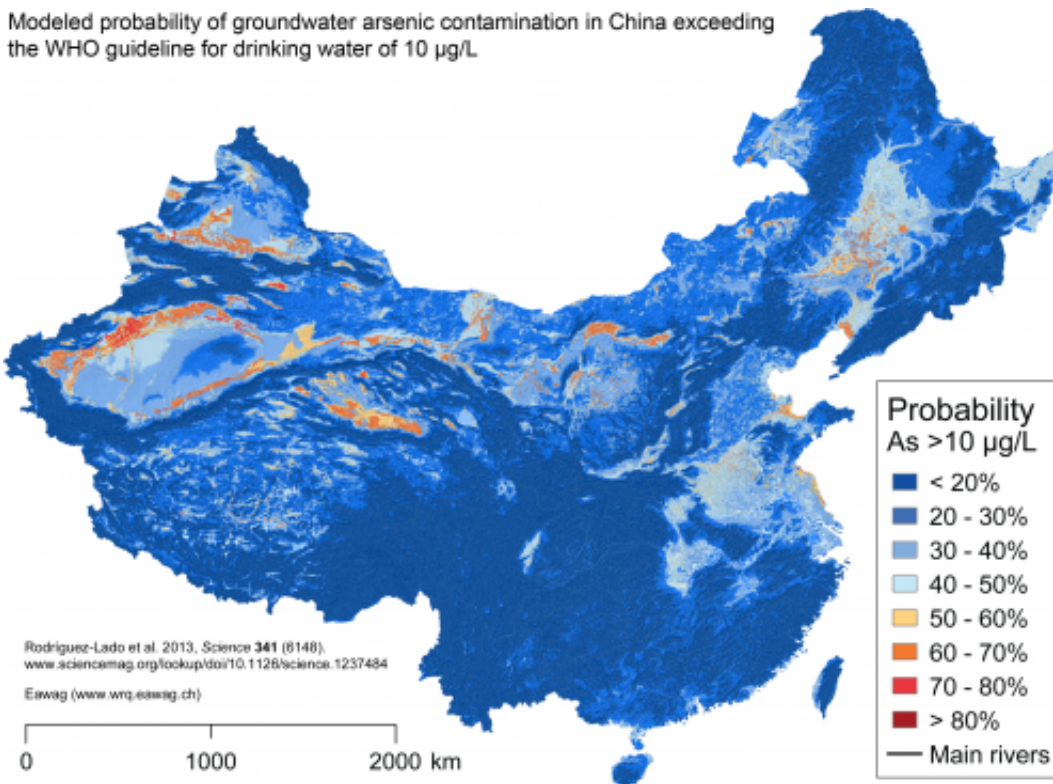 Modeled probability of groundwater arsenic contamination in China exceeding
the WHO guideline for drinking water of 10 µg/L
Probability
As >10 µg/L
< 20%
20 - 30%
30 - 40%
40 - 50%
50 - 60%
60 - 70%
70 - 80%
> 80%
Main rivers
Rodríguez-Lado et al. 2013, Science 341 (6148).
www.sciencemag.org/lookup/doi/10.1126/science.1237484
Eawag (www.wrq.eawag.ch)
0 1000 2000 km